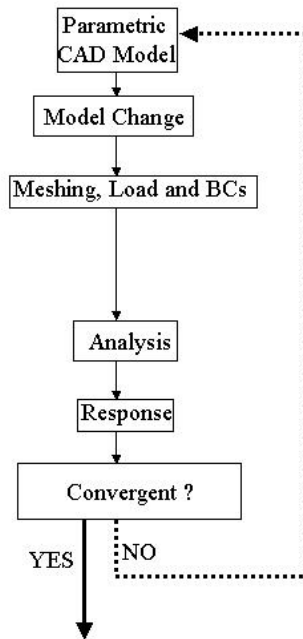 Parametric
CAD Model
Model Change
Meshing, Load and BCs
Analysis
Response
Convergent ?
YES
NO